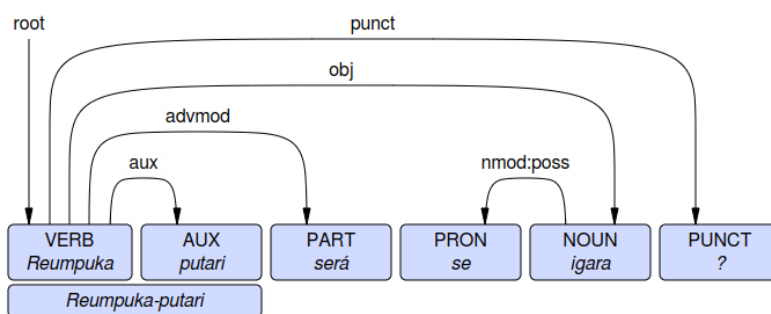 root
punct
obj
advmod
aux nmod:poss
VERB AUX PART PRON NOUN PUNCT
Reumpuka putari será se igara ?
Reumpuka-putari